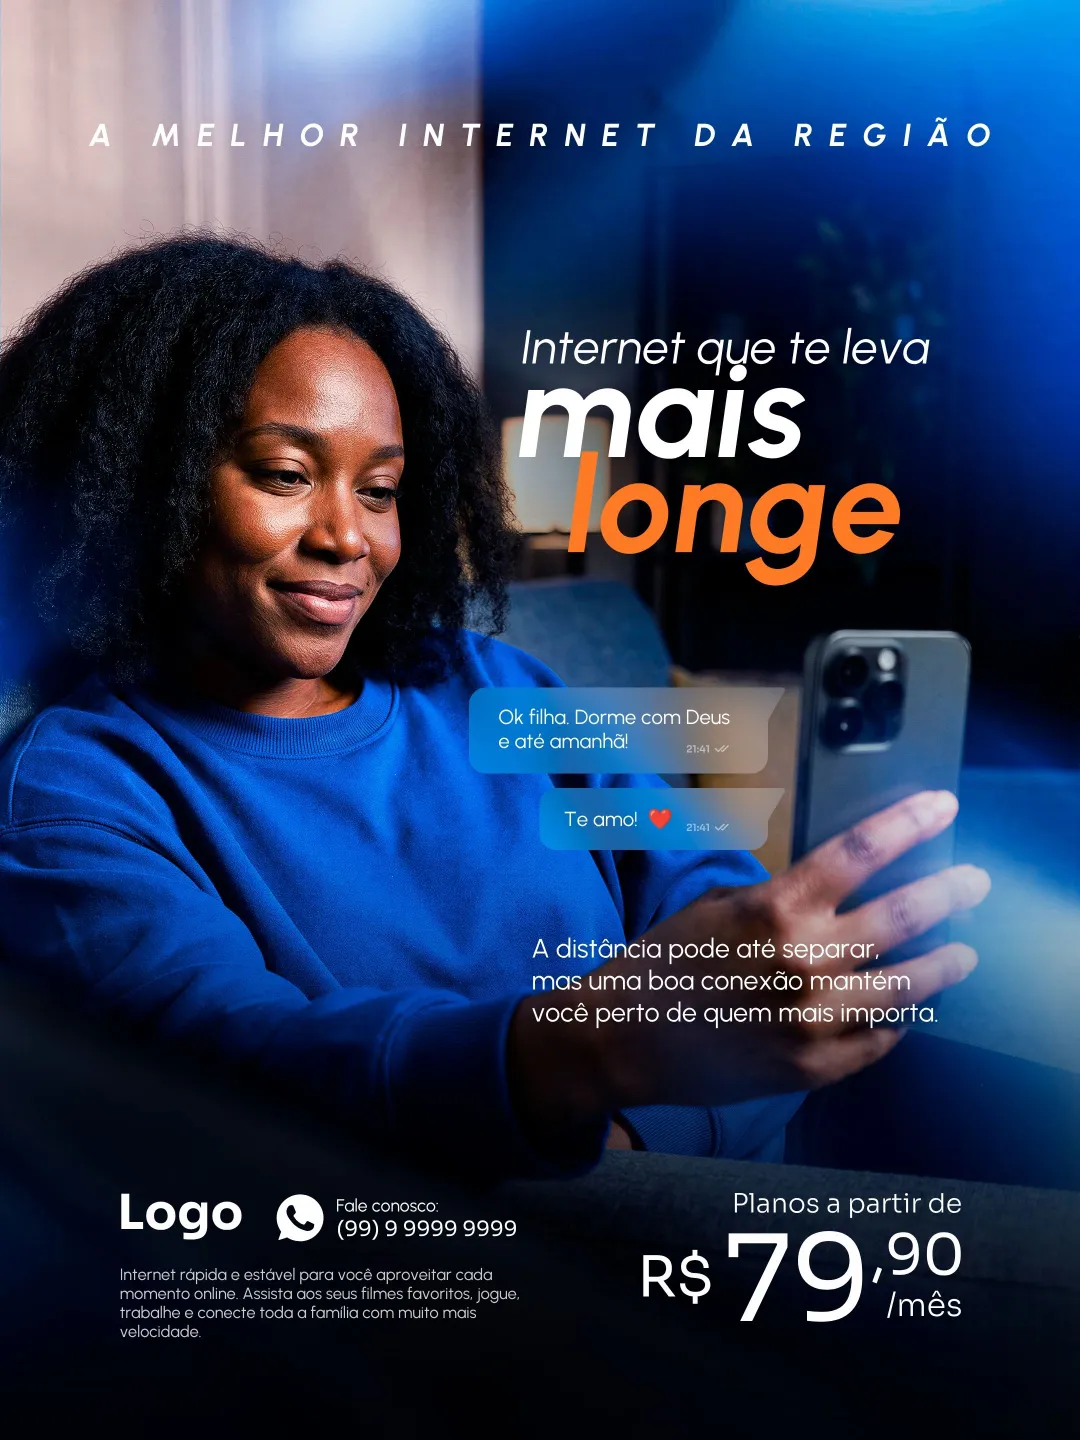 A MELHOR INTERNET DA REGIÃO
Internet que te leva
mais
longe
Ok filha. Dorme com Deus
e até amanhã!
21:41
Te amo! ❤️
21:41
A distância pode até separar,
mas uma boa conexão mantém
você perto de quem mais importa.
Logo
Fale conosco:
(99) 9 9999 9999
Internet rápida e estável para você aproveitar cada
momento online. Assista aos seus filmes favoritos, jogue,
trabalhe e conecte toda a família com muito mais
velocidade.
Planos a partir de
R$ 79,90
/mês